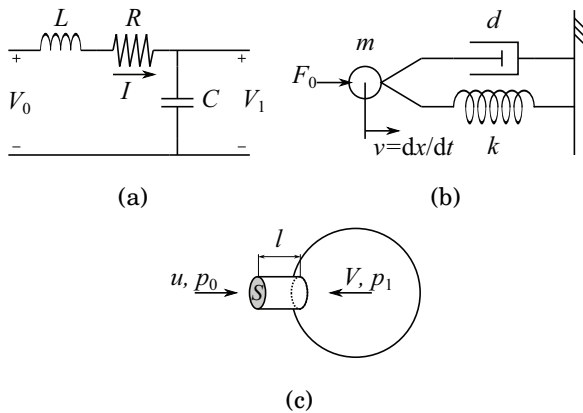 L R
+ +
V₀ I C V₁
− −
(a)
d
m
F₀
v=dx/dt k
(b)
l
u, p₀ S V, p₁
(c)